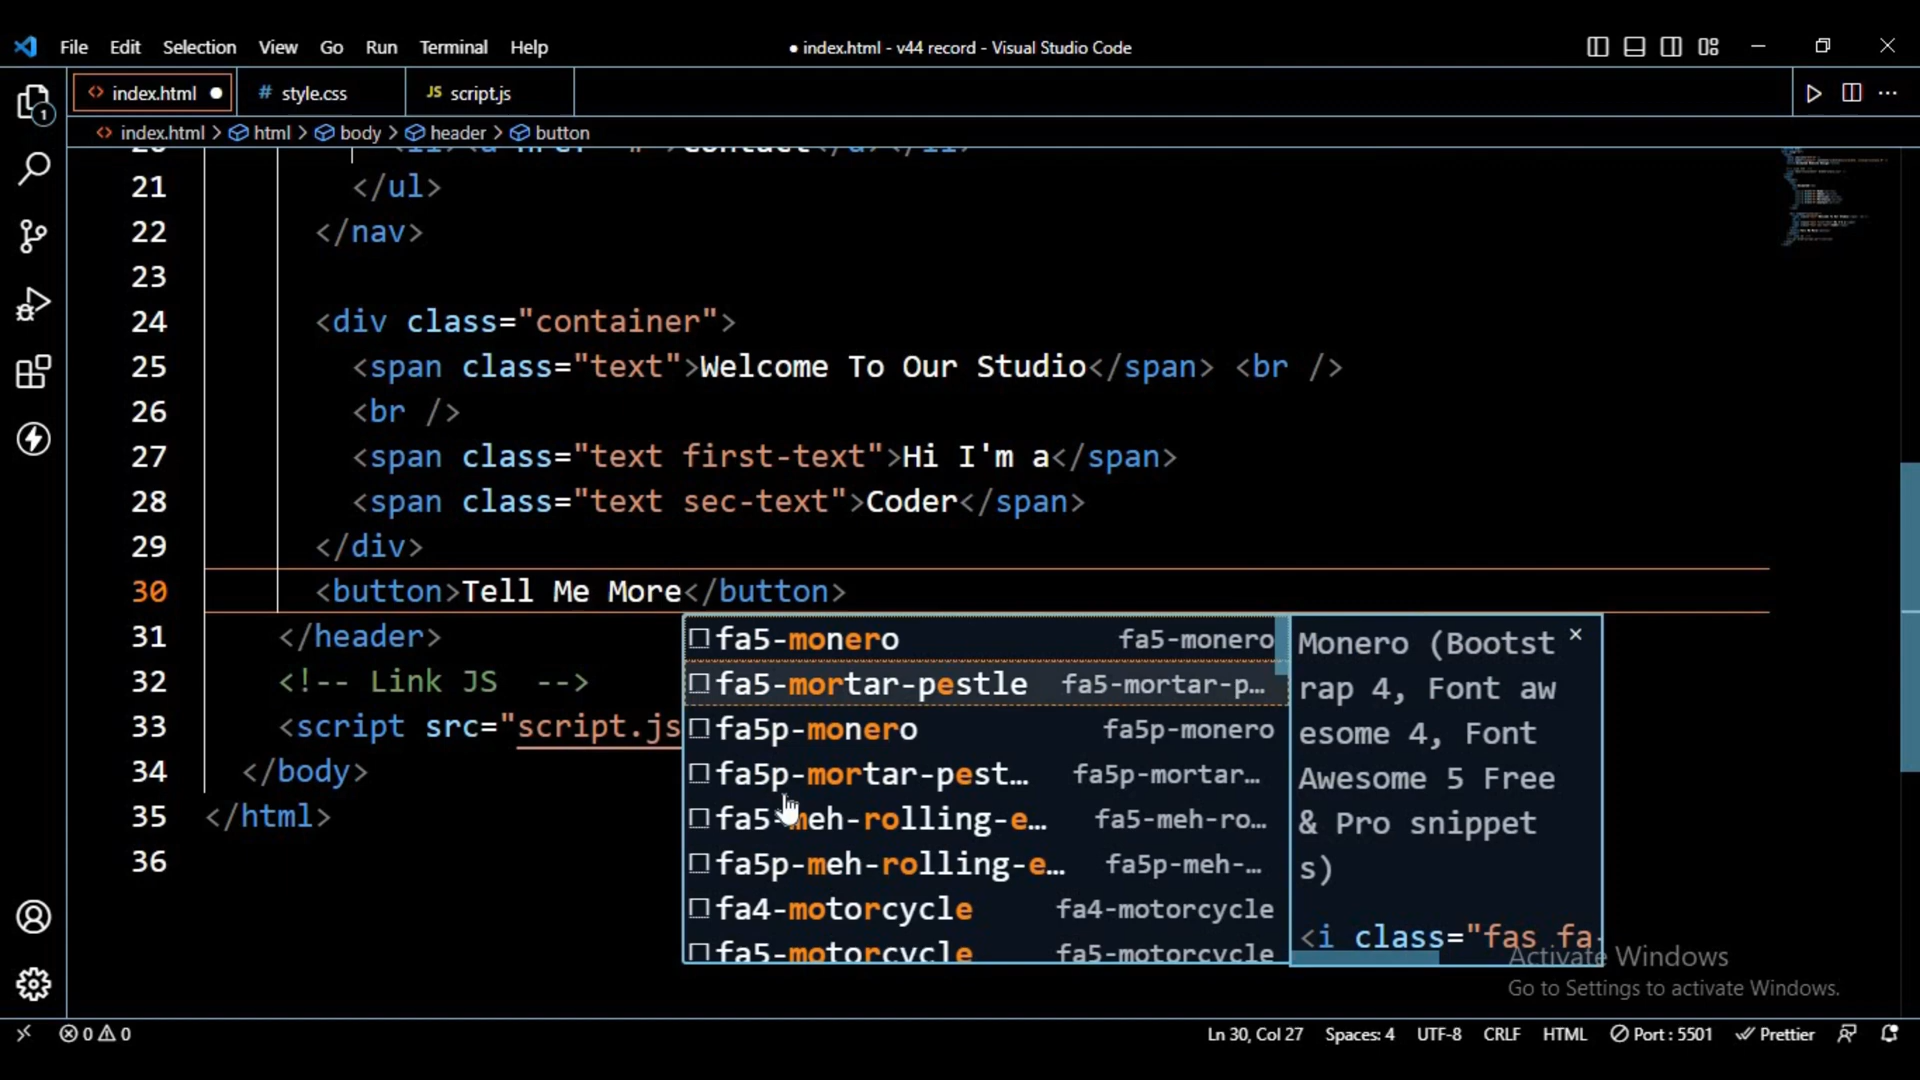 File Edit Selection View Go Run Terminal Help
● index.html - v44 record - Visual Studio Code
<> index.html ●
# style.css
JS script.js
<> index.html > html > body > header > button
21 </ul>
22 </nav>
23
24 <div class="container">
25 <span class="text">Welcome To Our Studio</span> <br />
26 <br />
27 <span class="text first-text">Hi I'm a</span>
28 <span class="text sec-text">Coder</span>
29 </div>
30 <button>Tell Me More</button>
31 </header>
32 <!-- Link JS -->
33 <script src="script.js
34 </body>
35 </html>
36
fa5-monero fa5-monero
fa5-mortar-pestle fa5-mortar-p…
fa5p-monero fa5p-monero
fa5p-mortar-pest… fa5p-mortar…
fa5-meh-rolling-e… fa5-meh-ro…
fa5p-meh-rolling-e… fa5p-meh-…
fa4-motorcycle fa4-motorcycle
fa5-motorcycle fa5-motorcycle
Monero (Bootst
rap 4, Font aw
esome 4, Font
Awesome 5 Free
& Pro snippet
s)
<i class="fas fa-
Activate Windows
Go to Settings to activate Windows.
1
0 0
Ln 30, Col 27 Spaces: 4 UTF-8 CRLF HTML Port : 5501 Prettier